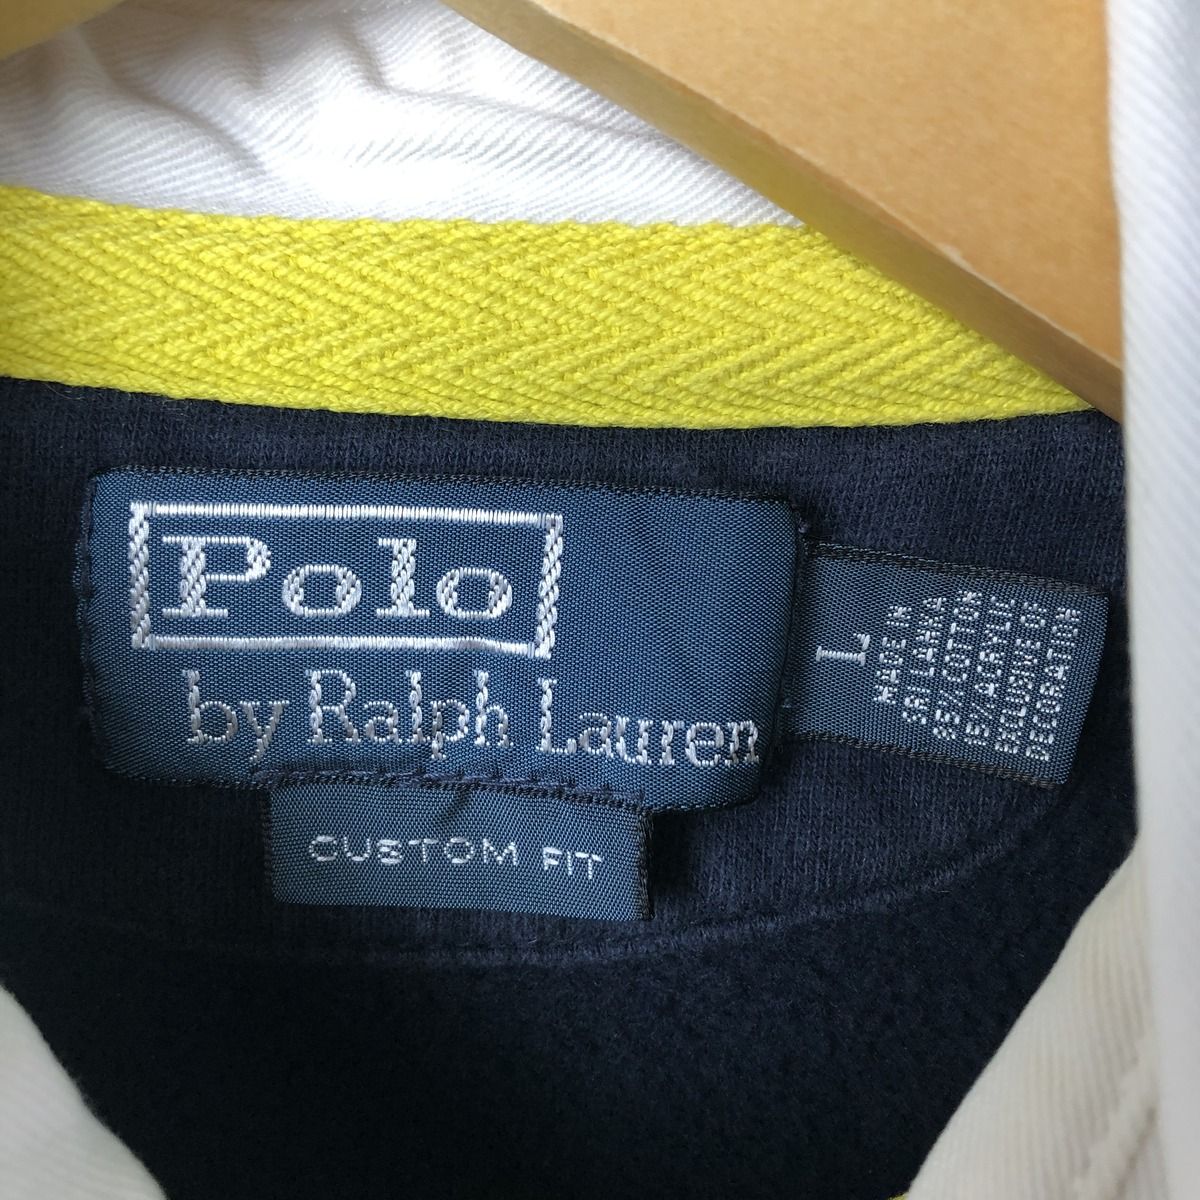 Polo
by Ralph Lauren
CUSTOM FIT
L
MADE IN
SRI LANKA
85%COTTON
15%ACRYLIC
EXCLUSIVE OF
DECORATION